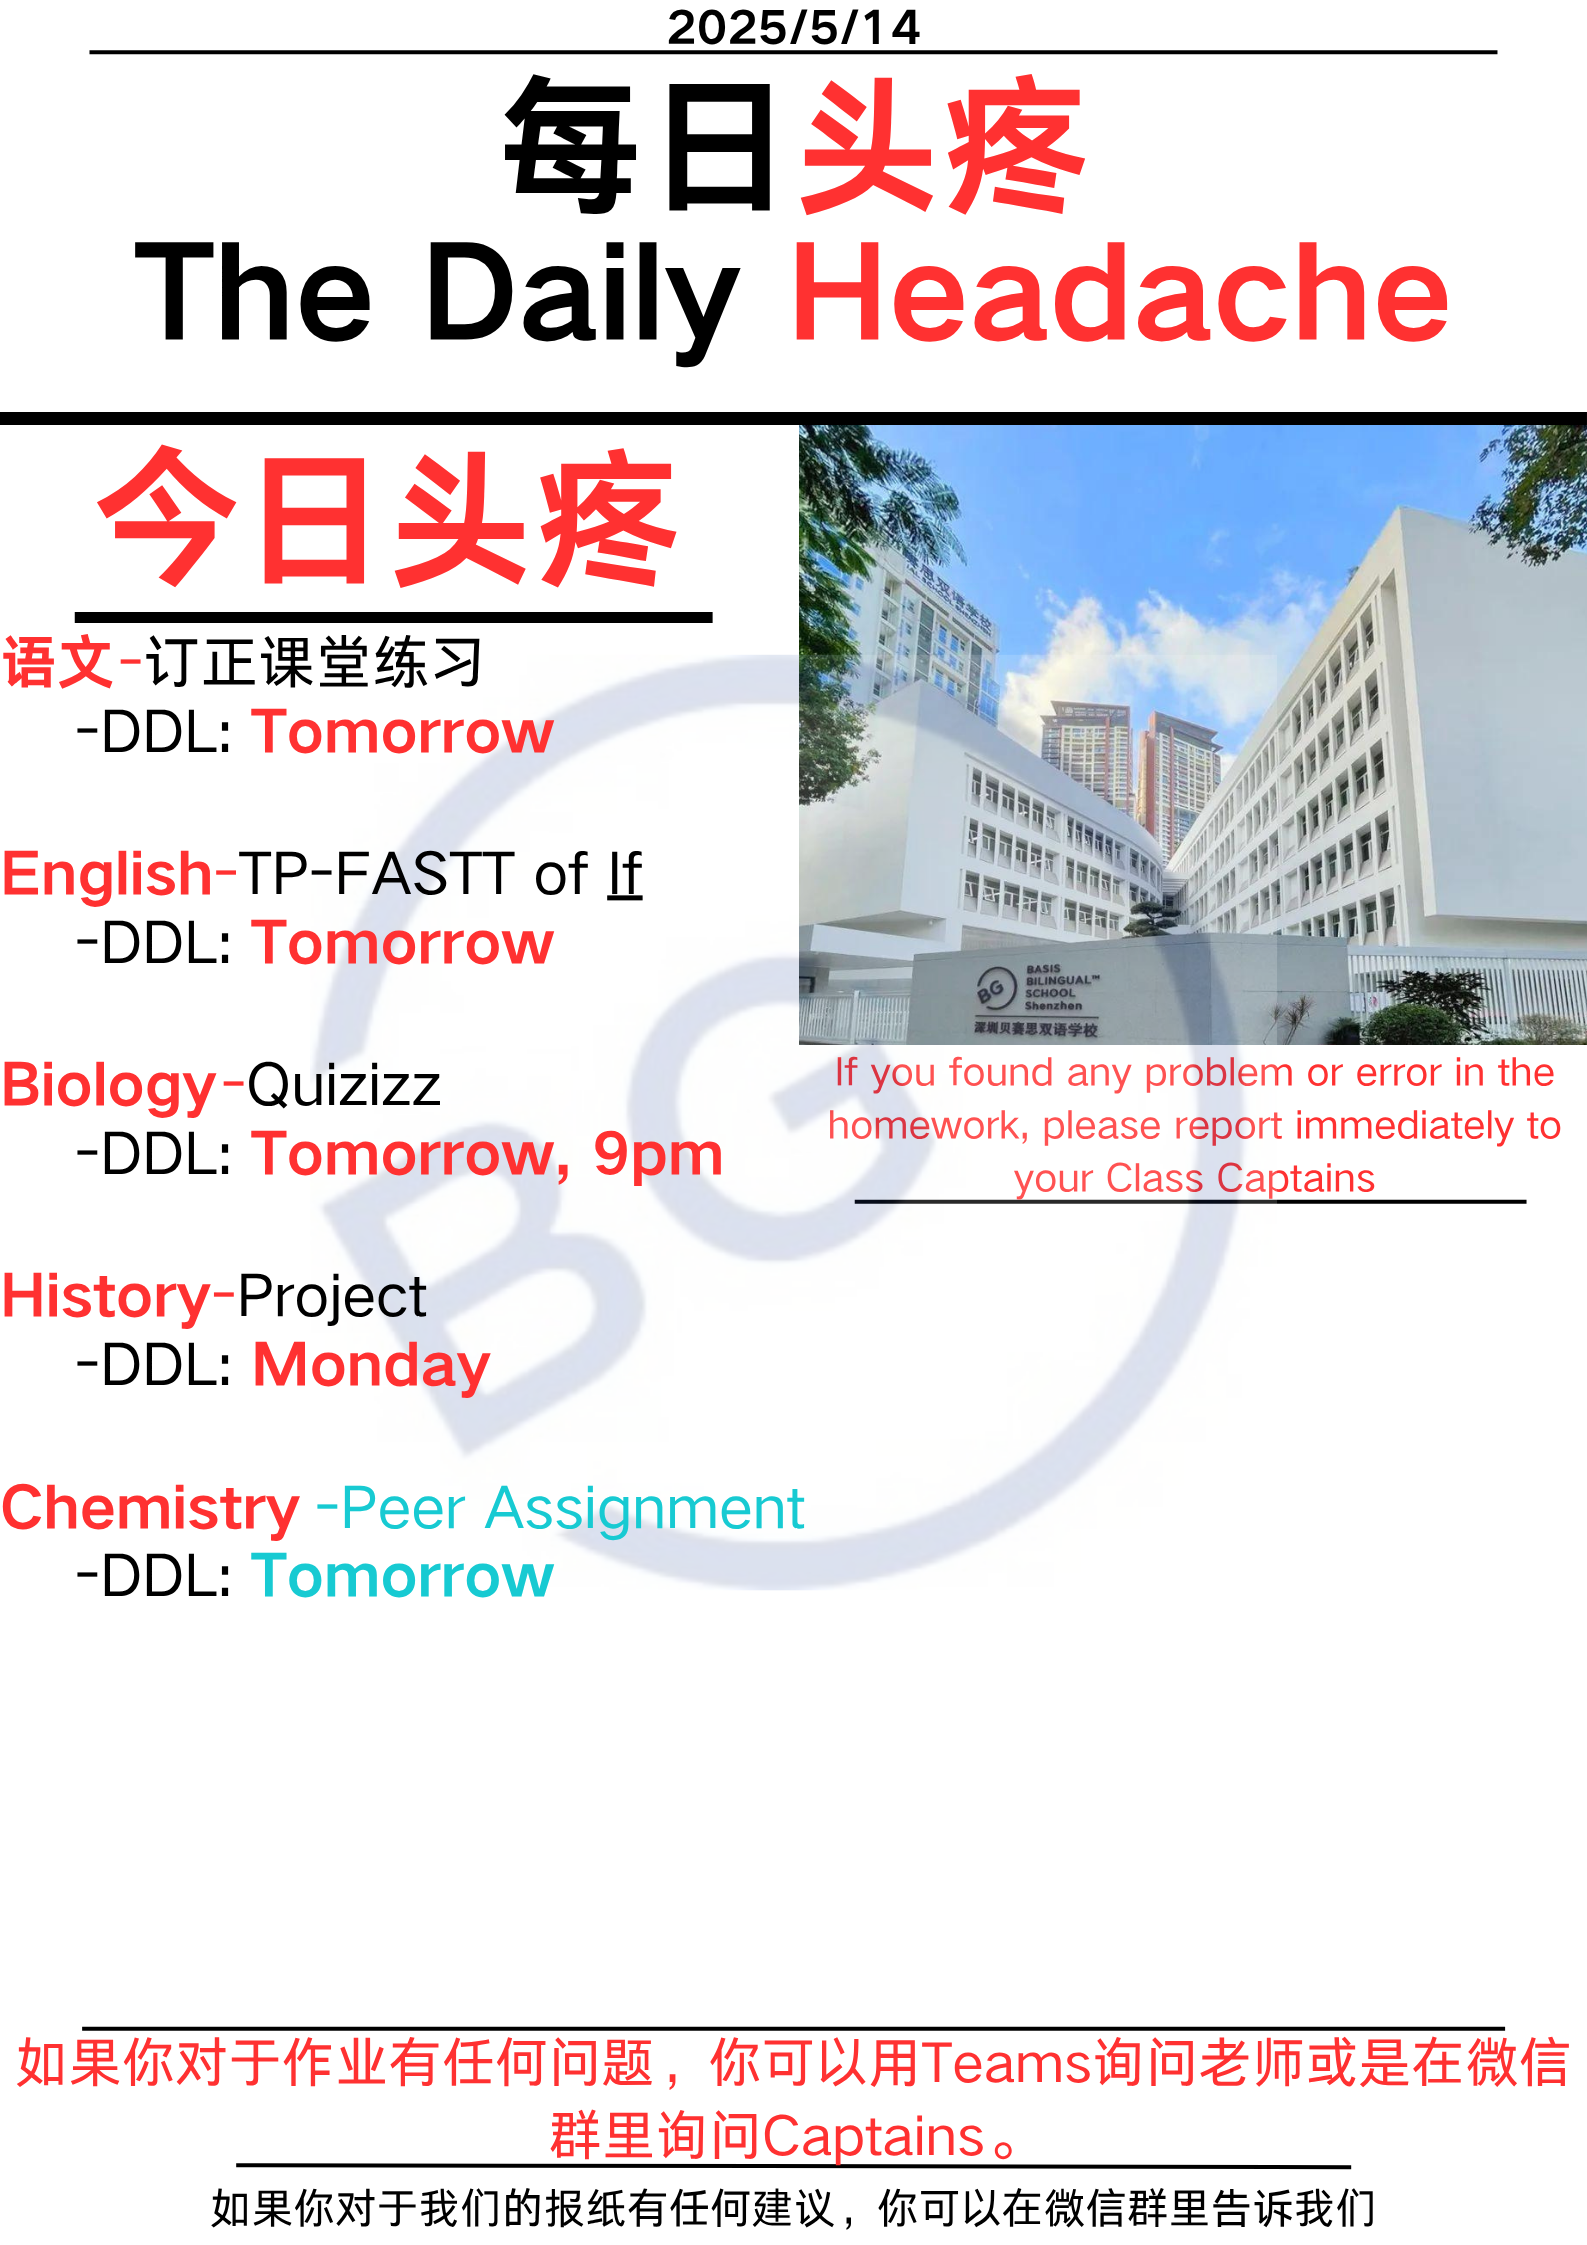 2025/5/14
每日头疼
The Daily Headache
今日头疼
语文-订正课堂练习
-DDL: Tomorrow
English-TP-FASTT of If
-DDL: Tomorrow
Biology-Quizizz
-DDL: Tomorrow, 9pm
History-Project
-DDL: Monday
Chemistry -Peer Assignment
-DDL: Tomorrow
思双语学校
BG
BASIS
BILINGUAL™
SCHOOL
Shenzhen
深圳贝赛思双语学校
If you found any problem or error in the
homework, please report immediately to
your Class Captains
BG
如果你对于作业有任何问题，你可以用Teams询问老师或是在微信
群里询问Captains。
如果你对于我们的报纸有任何建议，你可以在微信群里告诉我们